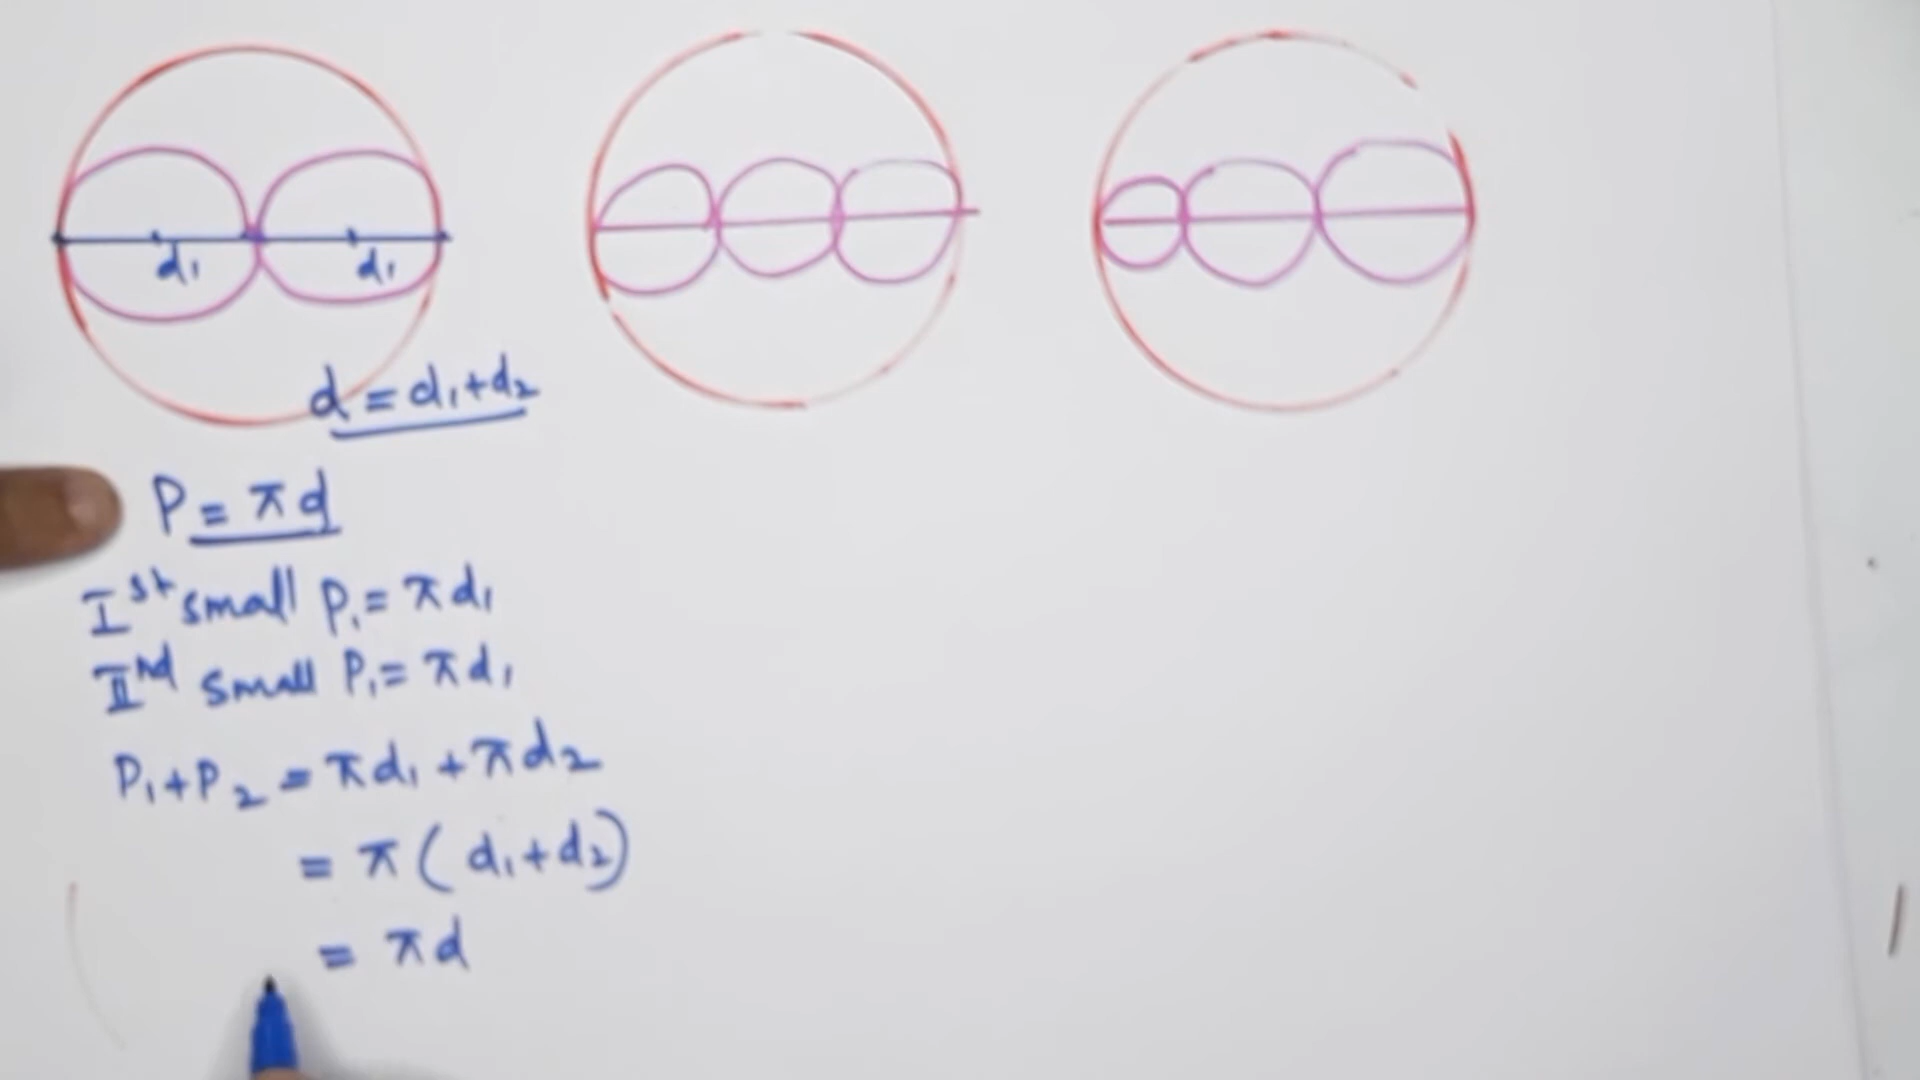 d₁ d₁
d = d₁+d₂
P = πd
Ist small P₁ = πd₁
IInd small P₁ = πd₁
P₁+P₂ = πd₁ + πd₂
= π(d₁+d₂)
= πd